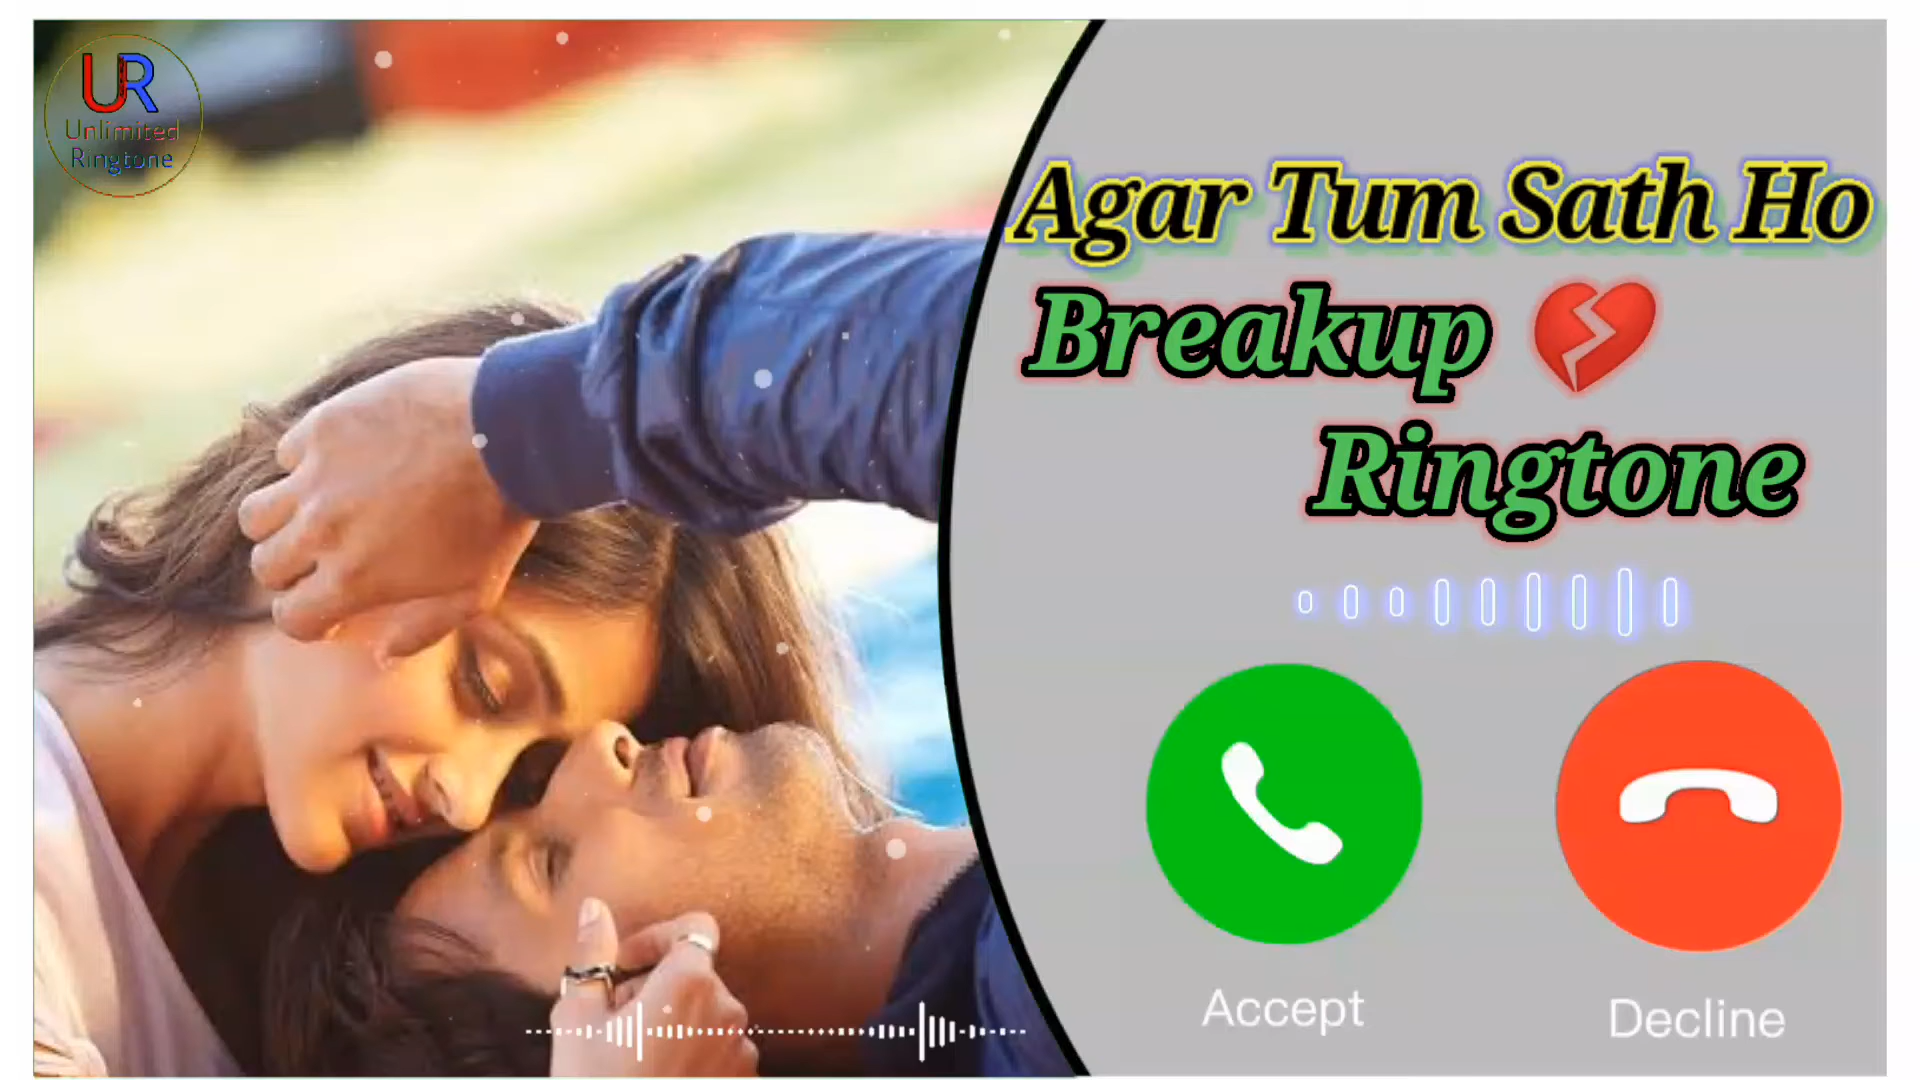 UR
Unlimited
Ringtone
Agar Tum Sath Ho
Breakup 💔
Ringtone
Accept
Decline